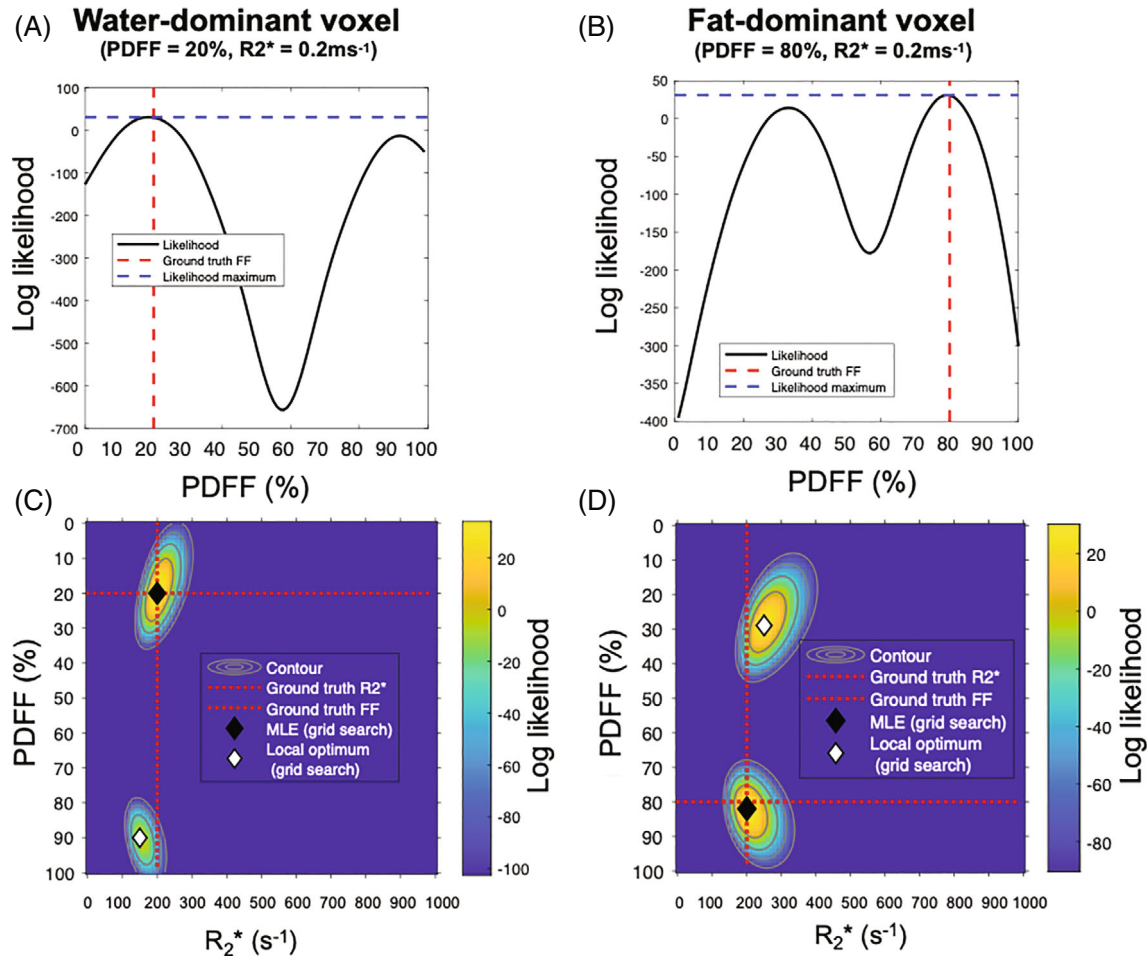 (A)
Water-dominant voxel
(PDFF = 20%, R2* = 0.2ms⁻¹)
100
0
-100
-200
-300
-400
-500
-600
-700
Log likelihood
Likelihood
Ground truth FF
Likelihood maximum
0 10 20 30 40 50 60 70 80 90 100
PDFF (%)
(B)
Fat-dominant voxel
(PDFF = 80%, R2* = 0.2ms⁻¹)
50
0
-50
-100
-150
-200
-250
-300
-350
-400
Log likelihood
Likelihood
Ground truth FF
Likelihood maximum
0 10 20 30 40 50 60 70 80 90 100
PDFF (%)
(C)
0
10
20
30
40
50
60
70
80
90
100
PDFF (%)
Contour
Ground truth R2*
Ground truth FF
MLE (grid search)
Local optimum
(grid search)
0 100 200 300 400 500 600 700 800 900 1000
R₂* (s⁻¹)
20
0
-20
-40
-60
-80
-100
Log likelihood
(D)
0
10
20
30
40
50
60
70
80
90
100
PDFF (%)
Contour
Ground truth R2*
Ground truth FF
MLE (grid search)
Local optimum
(grid search)
0 100 200 300 400 500 600 700 800 900 1000
R₂* (s⁻¹)
20
0
-20
-40
-60
-80
Log likelihood